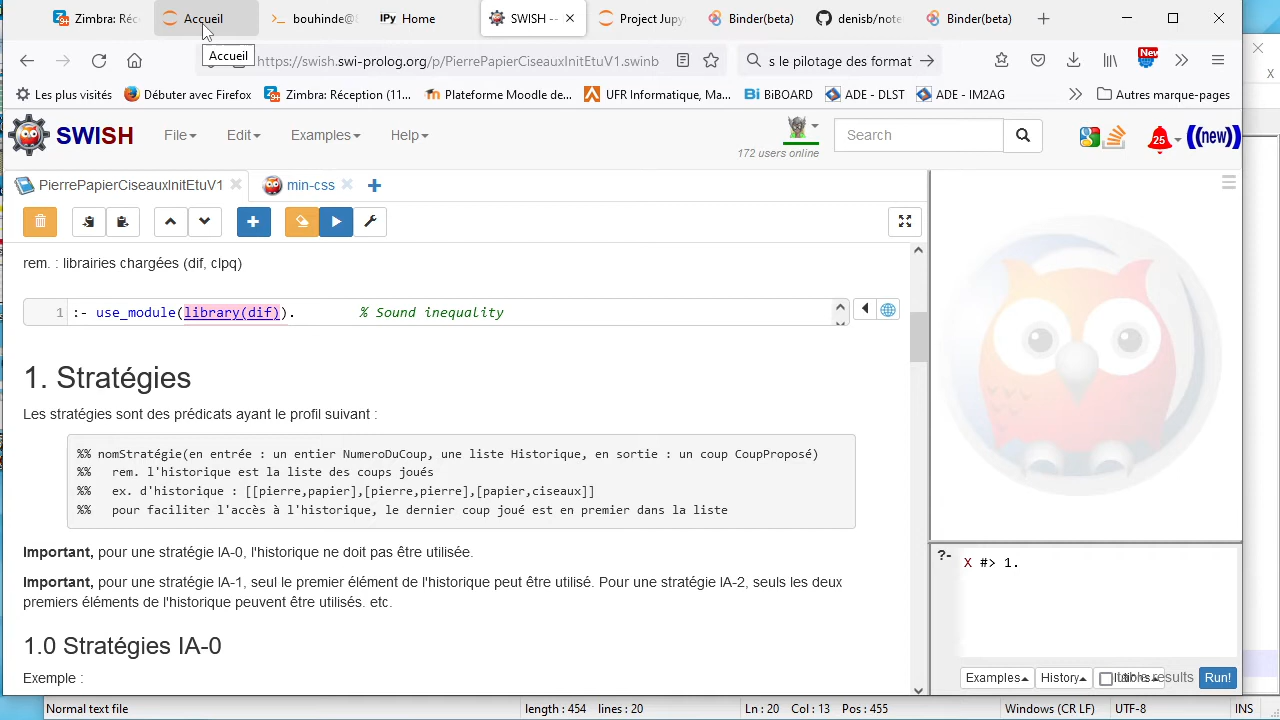 Zimbra: Réc
Accueil
bouhinde@
IPy Home
SWISH --
Project Jupy
Binder(beta)
demsb/note
Binder(beta)
Accueil
https://swish.swi-prolog.org/p/PierrePapierCiseauxInitEtuV1.swinb
s le pilotage des format
New
Les plus visités
Débuter avec Firefox
Zimbra: Réception (11...
Plateforme Moodle de...
UFR Informatique, Ma...
BiBOARD
ADE - DLST
ADE - IM2AG
Autres marque-pages
SWISH
File
Edit
Examples
Help
172 users online
Search
25
((new))
PierrePapierCiseauxInitEtuV1
min-css
rem. : librairies chargées (dif, clpq)
1 :- use_module(library(dif)). % Sound inequality
1. Stratégies
Les stratégies sont des prédicats ayant le profil suivant :
%% nomStratégie(en entrée : un entier NumeroDuCoup, une liste Historique, en sortie : un coup CoupProposé)
%% rem. l'historique est la liste des coups joués
%% ex. d'historique : [[pierre,papier],[pierre,pierre],[papier,ciseaux]]
%% pour faciliter l'accès à l'historique, le dernier coup joué est en premier dans la liste
Important, pour une stratégie IA-0, l'historique ne doit pas être utilisée.
Important, pour une stratégie IA-1, seul le premier élément de l'historique peut être utilisé. Pour une stratégie IA-2, seuls les deux
premiers éléments de l'historique peuvent être utilisés. etc.
1.0 Stratégies IA-0
Exemple :
?- X #> 1.
Examples
History
table results
Run!
Normal text file
length : 454 lines : 20
Ln : 20 Col : 13 Pos : 455
Windows (CR LF)
UTF-8
INS